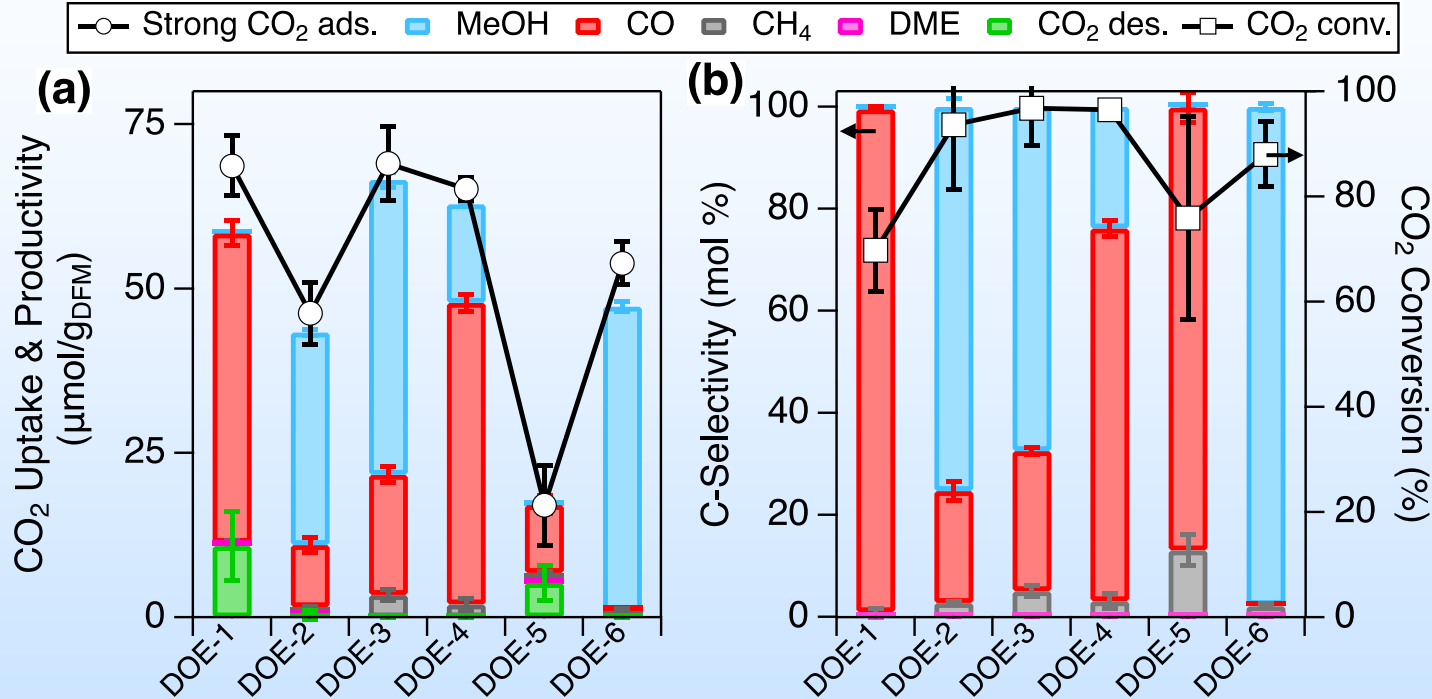 Strong CO₂ ads. MeOH CO CH₄ DME CO₂ des. CO₂ conv.
(a)
CO₂ Uptake & Productivity
(μmol/gDFM)
75
50
25
0
DOE-1 DOE-2 DOE-3 DOE-4 DOE-5 DOE-6
(b)
C-Selectivity (mol %)
100
80
60
40
20
0
DOE-1 DOE-2 DOE-3 DOE-4 DOE-5 DOE-6
100
80
60
40
20
0
CO₂ Conversion (%)